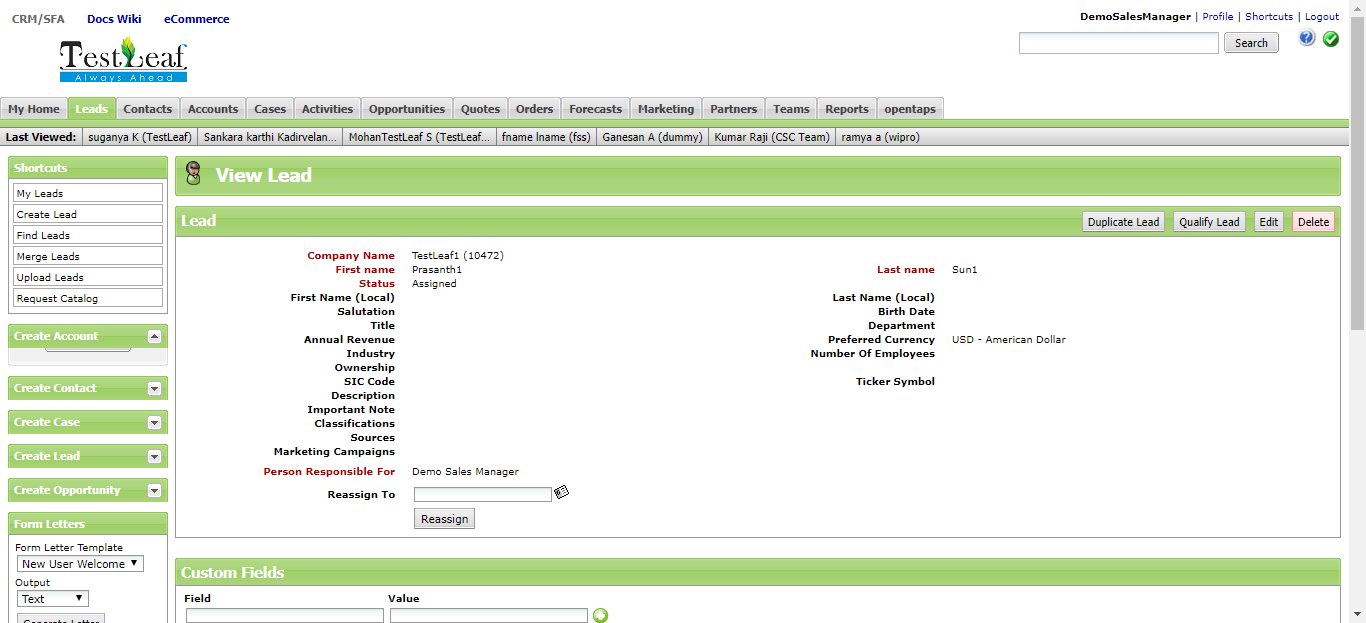 CRM/SFA Docs Wiki eCommerce
DemoSalesManager | Profile | Shortcuts | Logout
TestLeaf
Always Ahead
Search
My Home Leads Contacts Accounts Cases Activities Opportunities Quotes Orders Forecasts Marketing Partners Teams Reports opentaps
Last Viewed: suganya K (TestLeaf) Sankara karthi Kadirvelan... MohanTestLeaf S (TestLeaf... fname lname (fss) Ganesan A (dummy) Kumar Raji (CSC Team) ramya a (wipro)
Shortcuts
My Leads
Create Lead
Find Leads
Merge Leads
Upload Leads
Request Catalog
Create Account
Create Contact
Create Case
Create Lead
Create Opportunity
Form Letters
Form Letter Template
New User Welcome
Output
Text
Generate Letter
View Lead
Lead
Duplicate Lead Qualify Lead Edit Delete
Company Name TestLeaf1 (10472)
First name Prasanth1 Last name Sun1
Status Assigned
First Name (Local) Last Name (Local)
Salutation Birth Date
Title Department
Annual Revenue Preferred Currency USD - American Dollar
Industry Number Of Employees
Ownership
SIC Code Ticker Symbol
Description
Important Note
Classifications
Sources
Marketing Campaigns
Person Responsible For Demo Sales Manager
Reassign To
Reassign
Custom Fields
Field Value